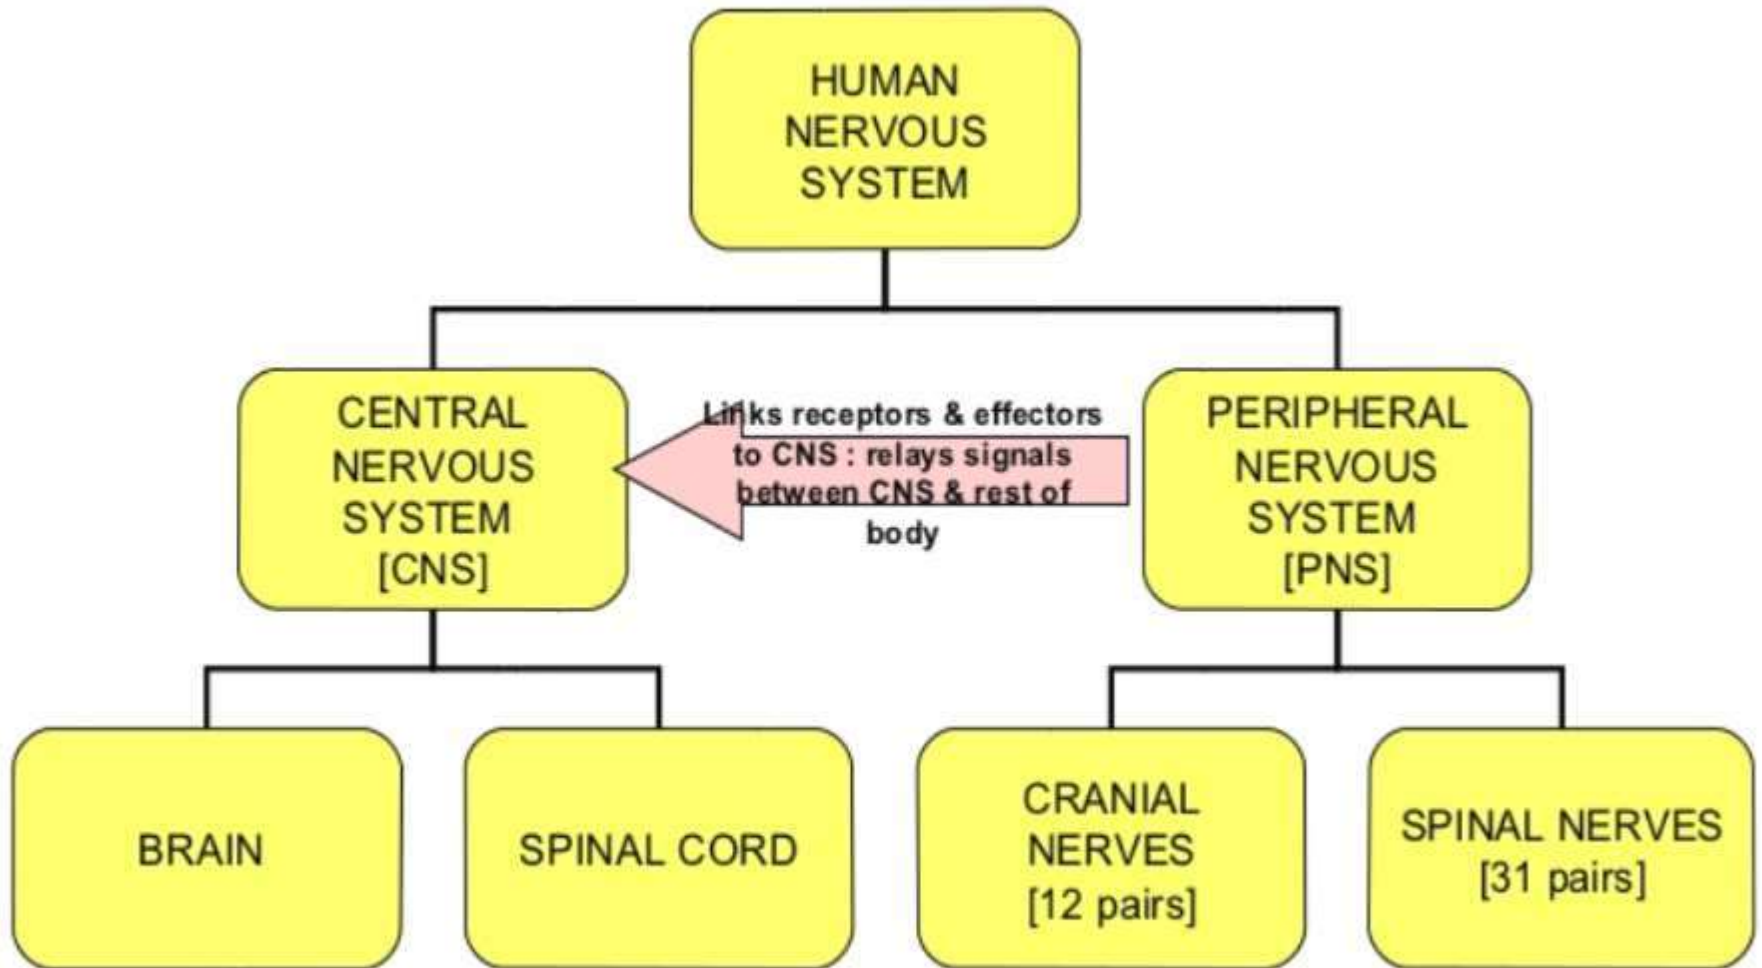 HUMAN
NERVOUS
SYSTEM
CENTRAL
NERVOUS
SYSTEM
[CNS]
Links receptors & effectors
to CNS : relays signals
between CNS & rest of
body
PERIPHERAL
NERVOUS
SYSTEM
[PNS]
BRAIN
SPINAL CORD
CRANIAL
NERVES
[12 pairs]
SPINAL NERVES
[31 pairs]